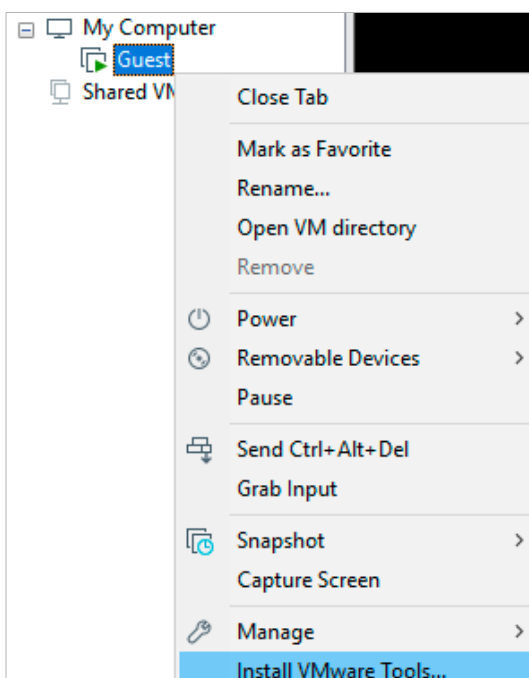 My Computer
Guest
Shared VM
Close Tab
Mark as Favorite
Rename...
Open VM directory
Remove
Power
Removable Devices
Pause
Send Ctrl+Alt+Del
Grab Input
Snapshot
Capture Screen
Manage
Install VMware Tools...